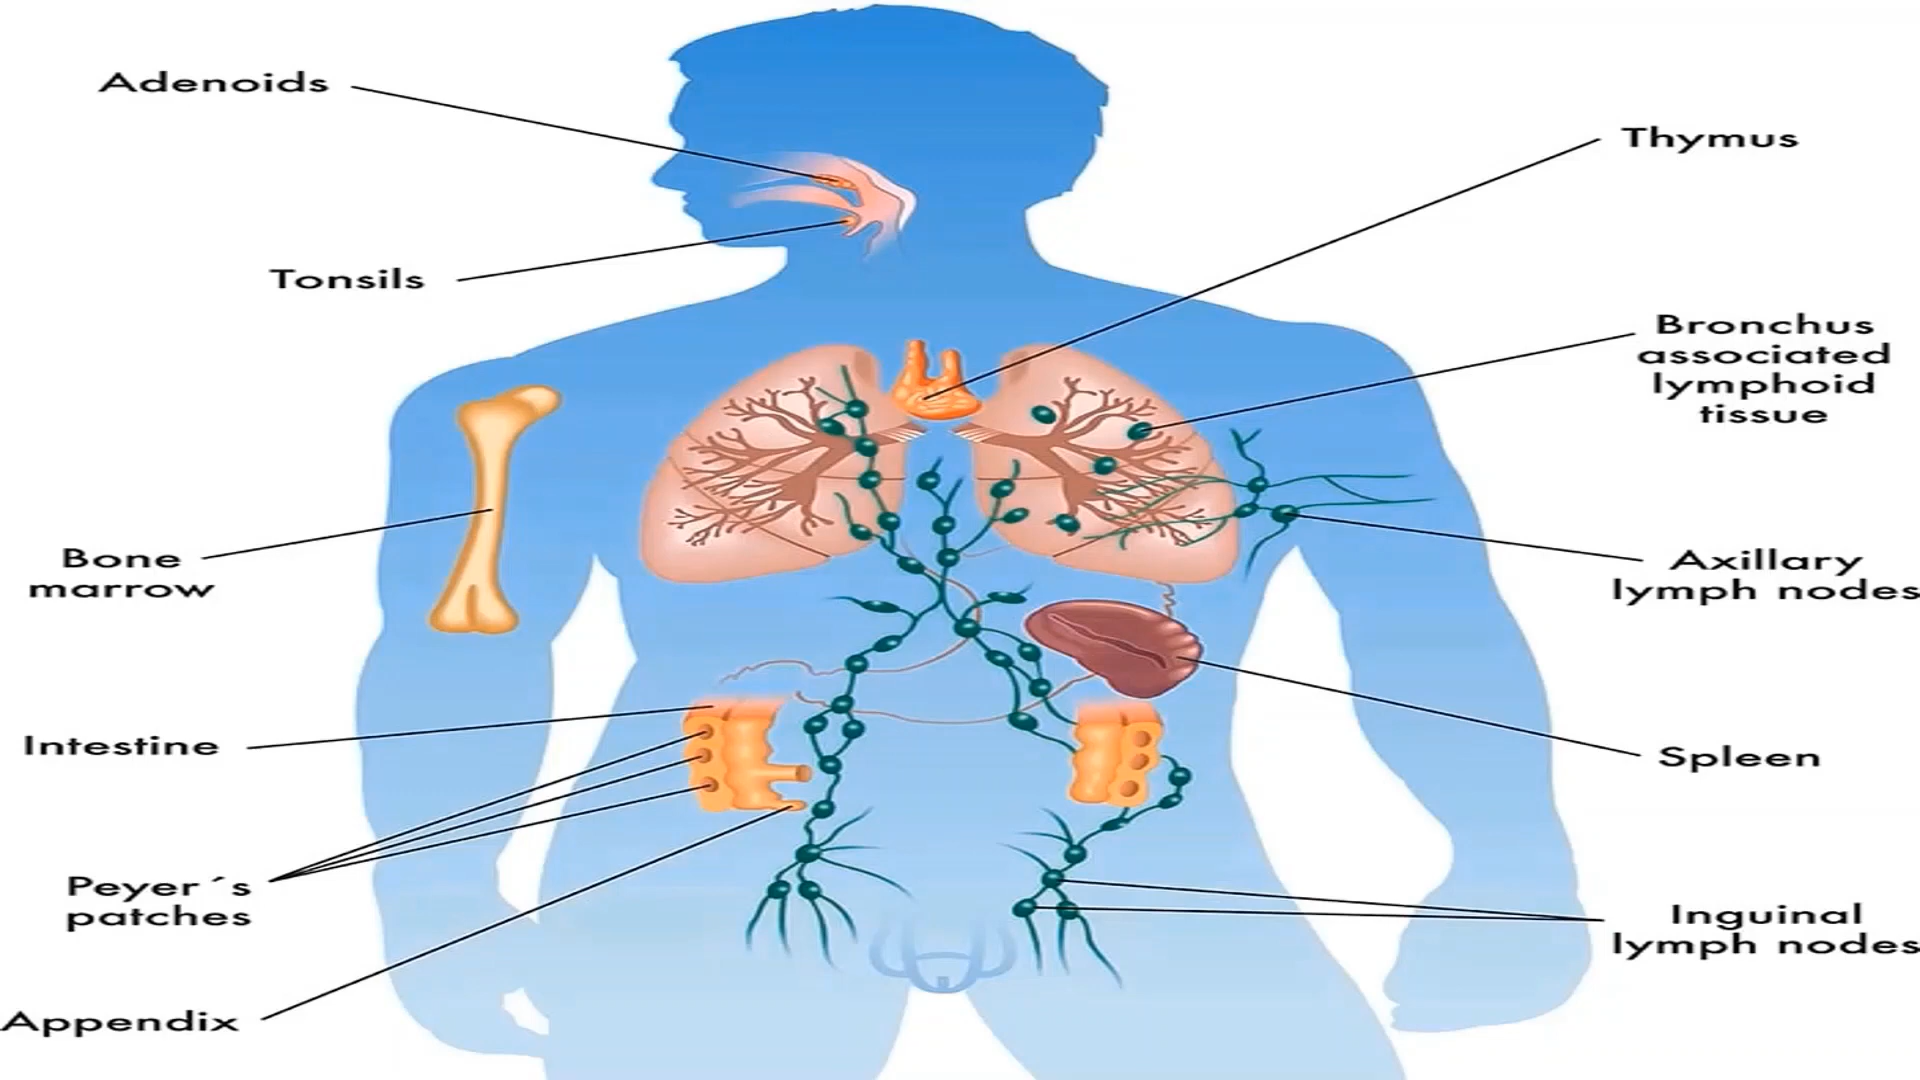 Adenoids
Thymus
Tonsils
Bronchus
associated
lymphoid
tissue
Bone
marrow
Axillary
lymph nodes
Intestine
Spleen
Peyer´s
patches
Inguinal
lymph nodes
Appendix